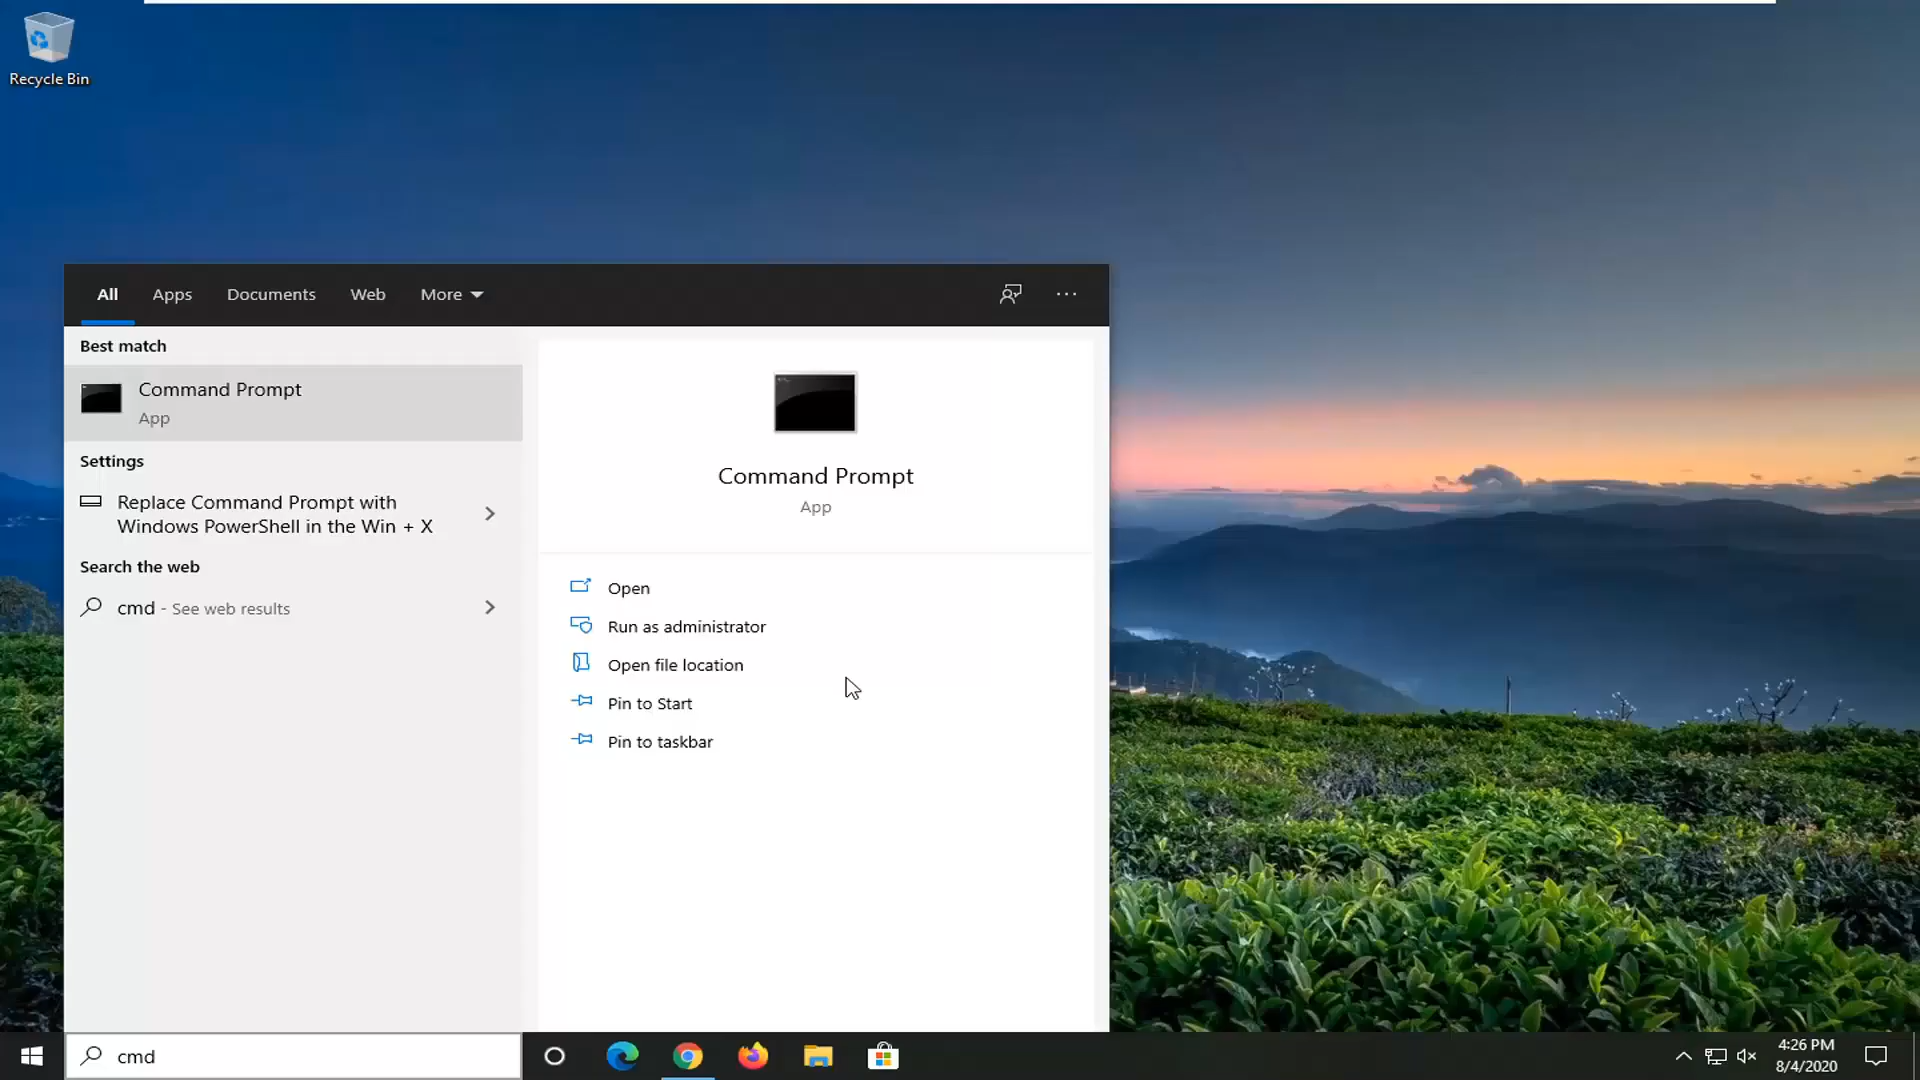 Recycle Bin
All Apps Documents Web More
Best match
Command Prompt
App
Settings
Replace Command Prompt with
Windows PowerShell in the Win + X
Search the web
cmd - See web results
Command Prompt
App
Open
Run as administrator
Open file location
Pin to Start
Pin to taskbar
cmd
4:26 PM
8/4/2020